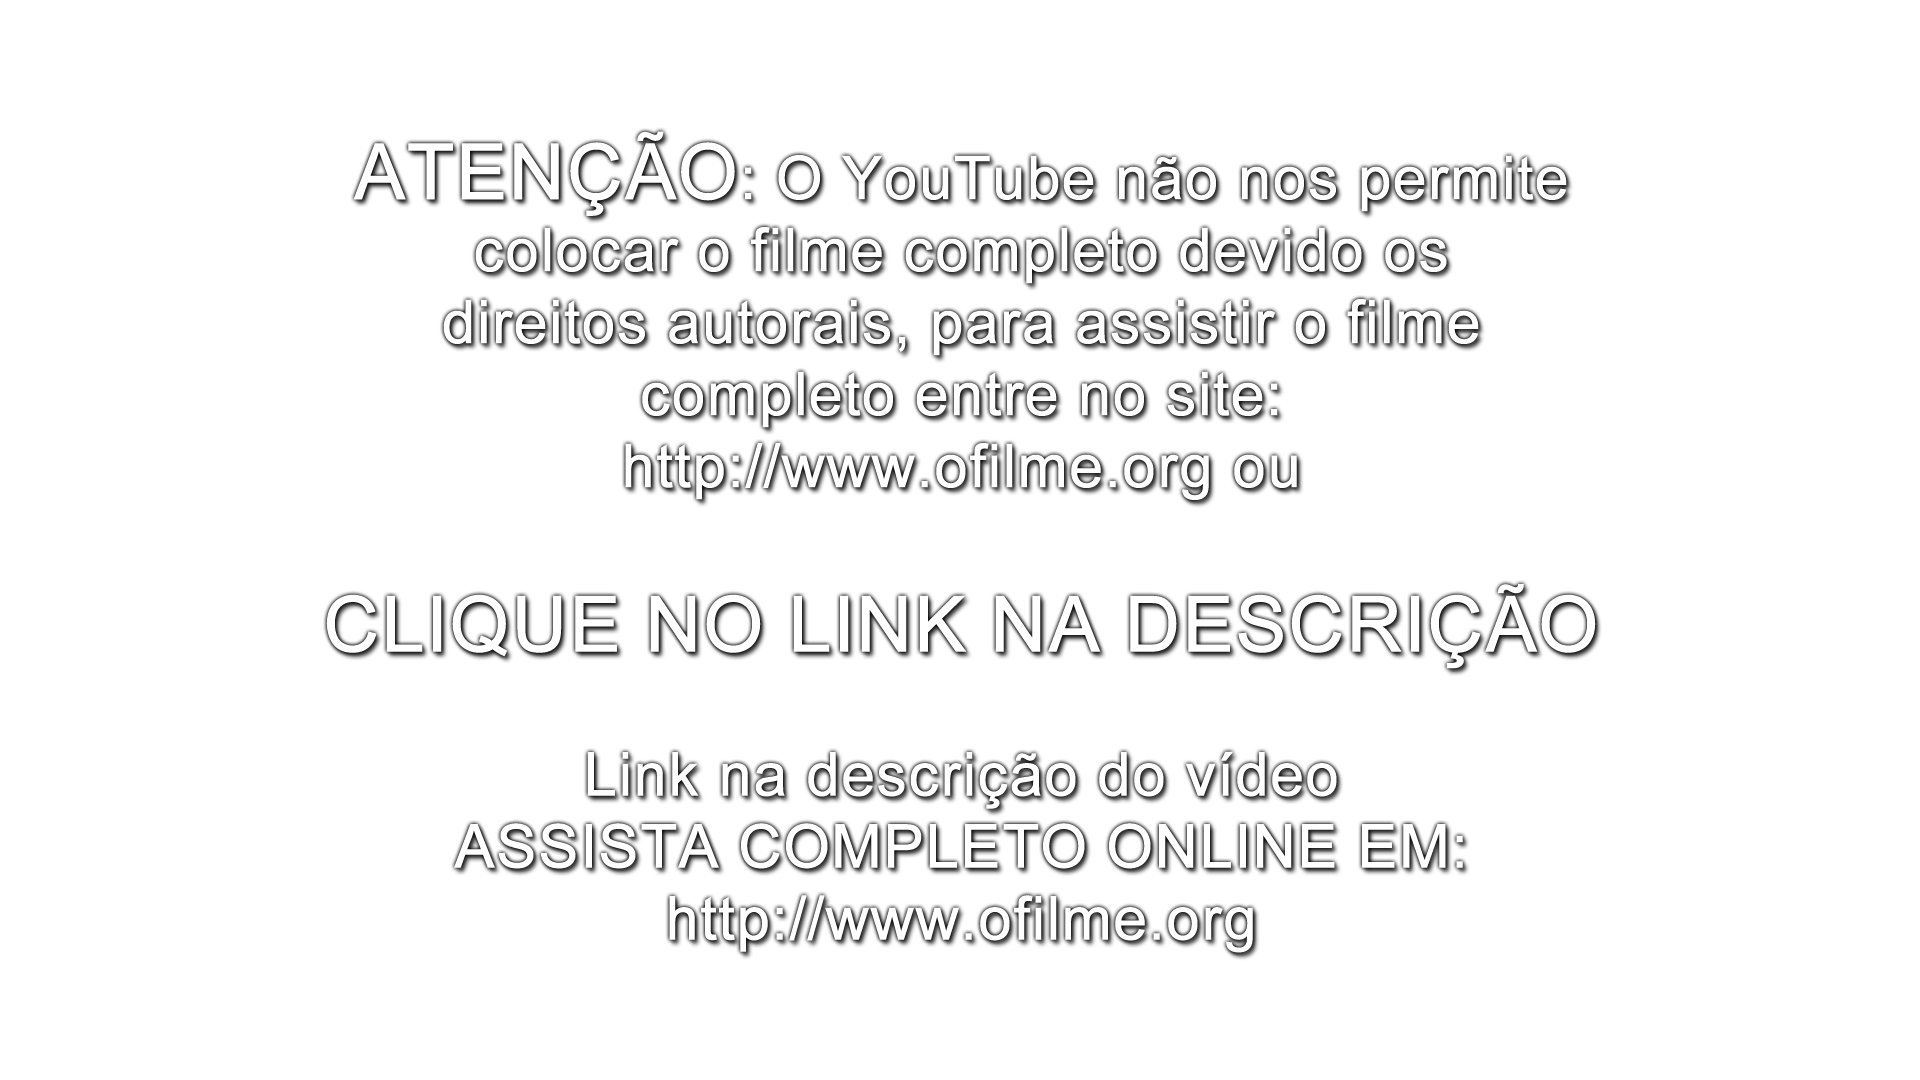 ATENÇÃO: O YouTube não nos permite
colocar o filme completo devido os
direitos autorais, para assistir o filme
completo entre no site:
http://www.ofilme.org ou
CLIQUE NO LINK NA DESCRIÇÃO
Link na descrição do vídeo
ASSISTA COMPLETO ONLINE EM:
http://www.ofilme.org